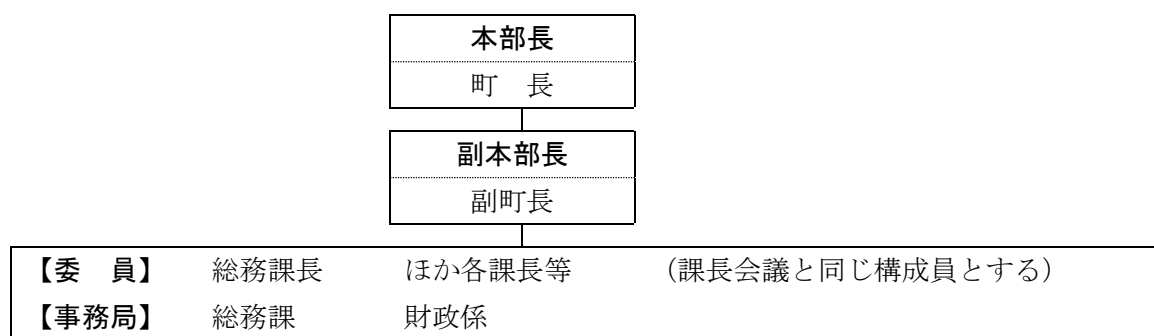 本部長
町　長
副本部長
副町長
【委　員】　総務課長　ほか各課長等　（課長会議と同じ構成員とする）
【事務局】　総務課　財政係